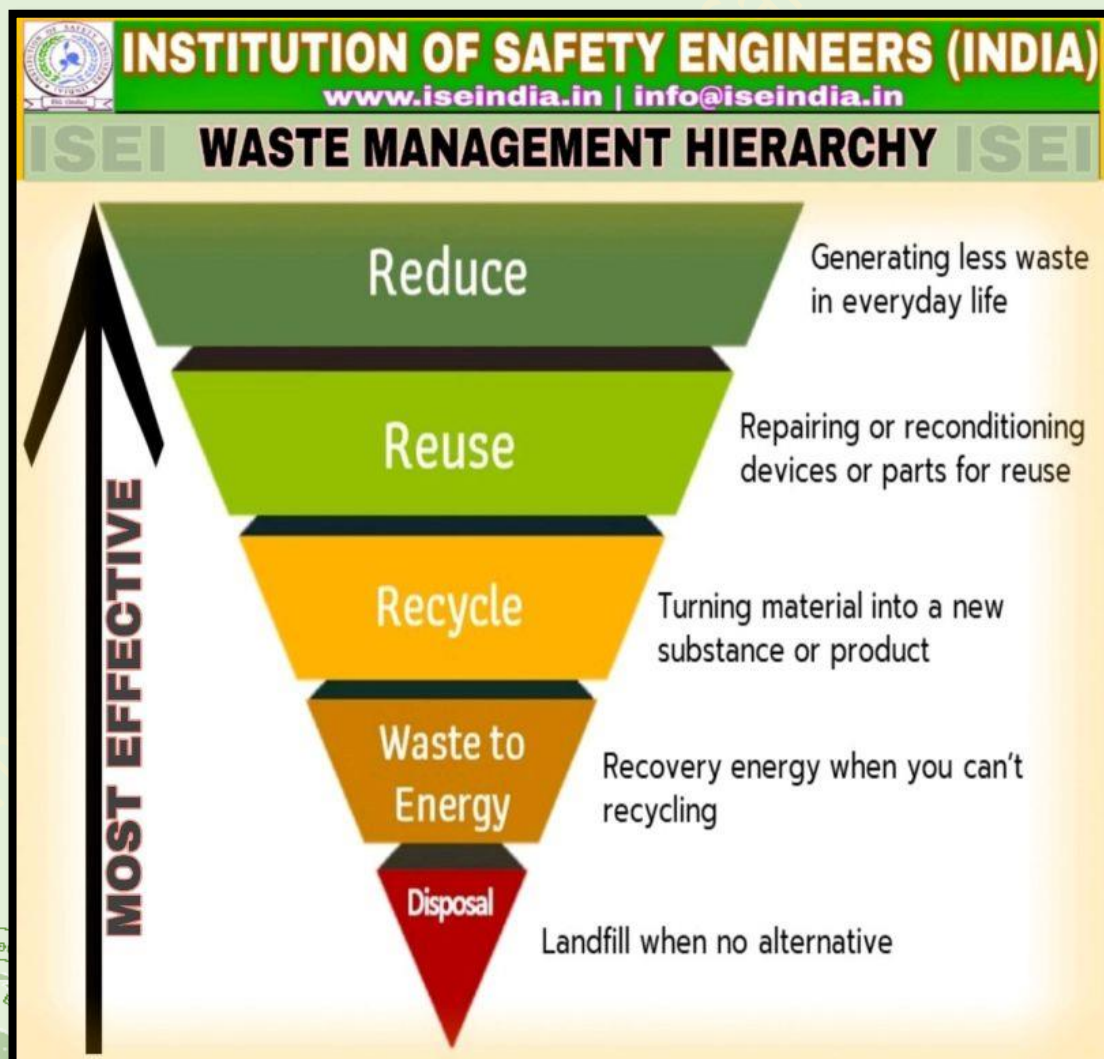 INSTITUTION OF SAFETY ENGINEERS (INDIA)
www.iseindia.in | info@iseindia.in
ISEI WASTE MANAGEMENT HIERARCHY ISEI
Reduce
Generating less waste
in everyday life
Reuse
Repairing or reconditioning
devices or parts for reuse
Recycle
Turning material into a new
substance or product
Waste to
Energy
Recovery energy when you can't
recycling
Disposal
Landfill when no alternative
MOST EFFECTIVE